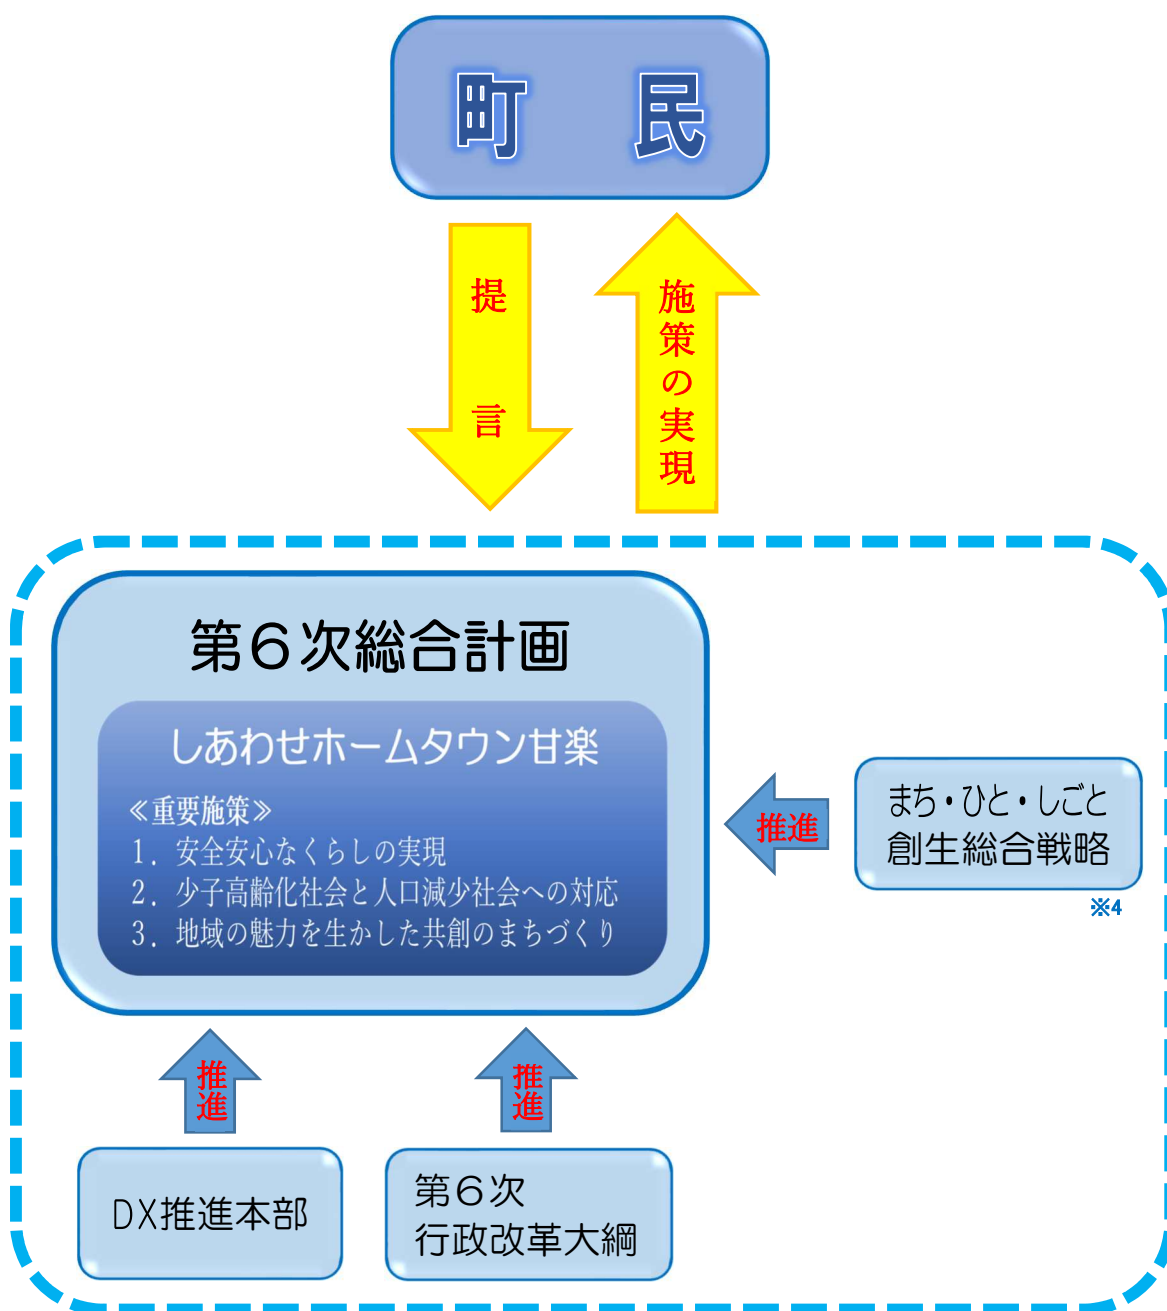 町　民
提　言
施策の実現
第６次総合計画
しあわせホームタウン甘楽
≪重要施策≫
１．安全安心なくらしの実現
２．少子高齢化社会と人口減少社会への対応
３．地域の魅力を生かした共創のまちづくり
推進
まち・ひと・しごと
創生総合戦略
※4
推進
推進
DX推進本部
第６次
行政改革大綱